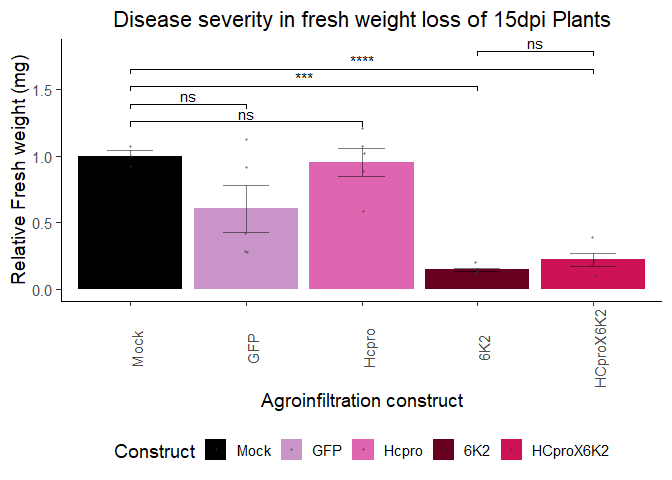 Disease severity in fresh weight loss of 15dpi Plants
ns
****
***
ns
ns
Relative Fresh weight (mg)
1.5
1.0
0.5
0.0
Mock
GFP
Hcpro
6K2
HCproX6K2
Agroinfiltration construct
Construct Mock GFP Hcpro 6K2 HCproX6K2